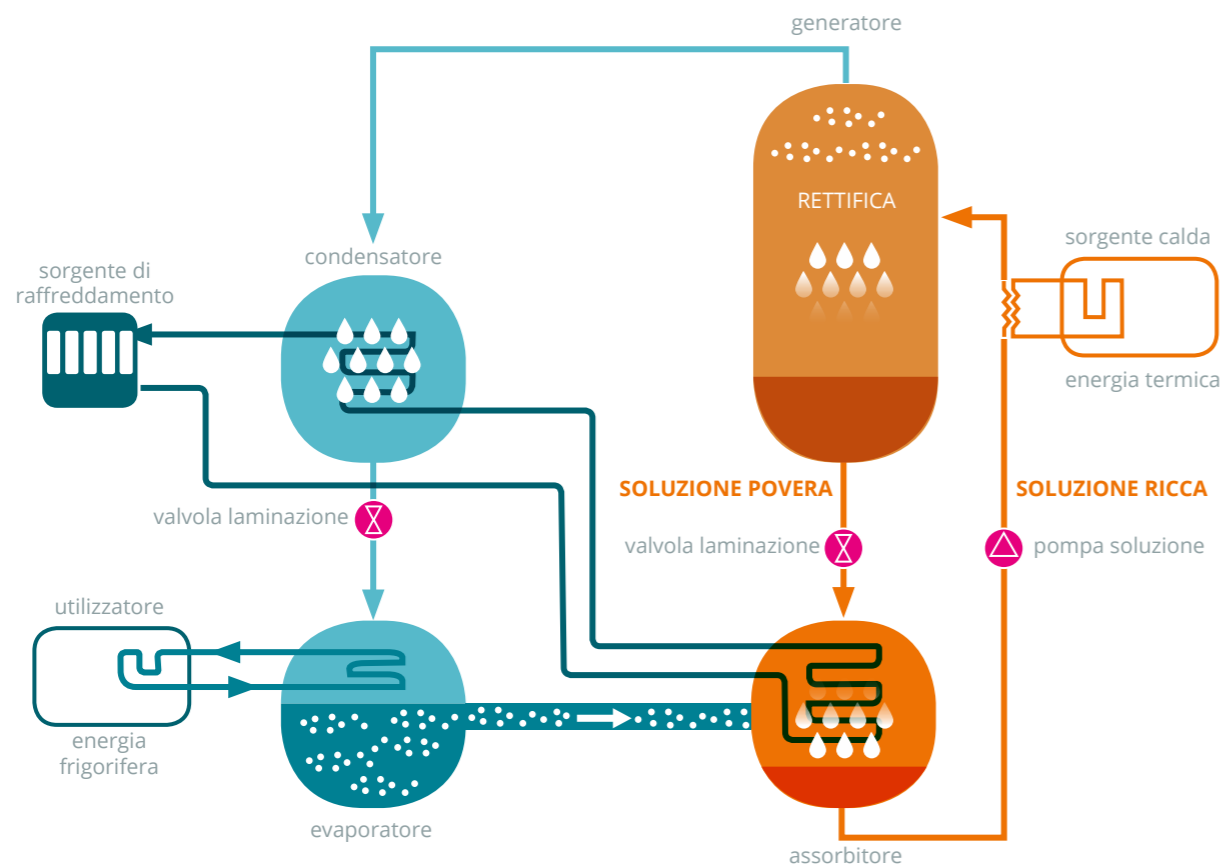 generatore
RETTIFICA
condensatore
sorgente calda
sorgente di
raffreddamento
energia termica
SOLUZIONE POVERA
SOLUZIONE RICCA
valvola laminazione
valvola laminazione
pompa soluzione
utilizzatore
energia
frigorifera
evaporatore
assorbitore